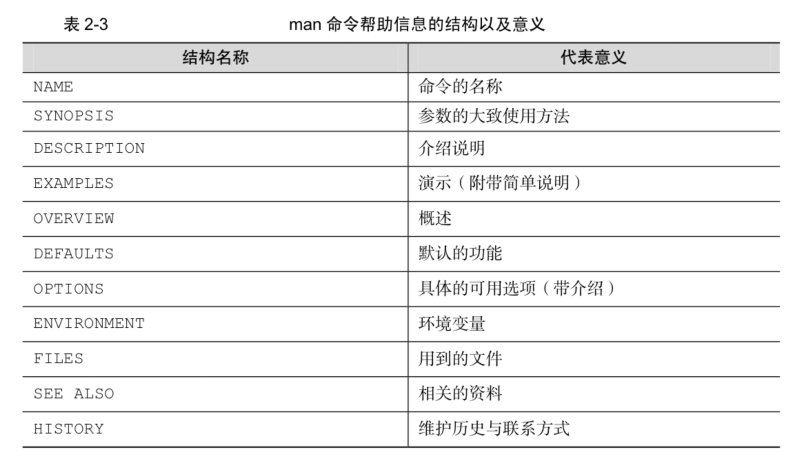 表 2-3 man 命令帮助信息的结构以及意义
结构名称 代表意义
NAME 命令的名称
SYNOPSIS 参数的大致使用方法
DESCRIPTION 介绍说明
EXAMPLES 演示（附带简单说明）
OVERVIEW 概述
DEFAULTS 默认的功能
OPTIONS 具体的可用选项（带介绍）
ENVIRONMENT 环境变量
FILES 用到的文件
SEE ALSO 相关的资料
HISTORY 维护历史与联系方式